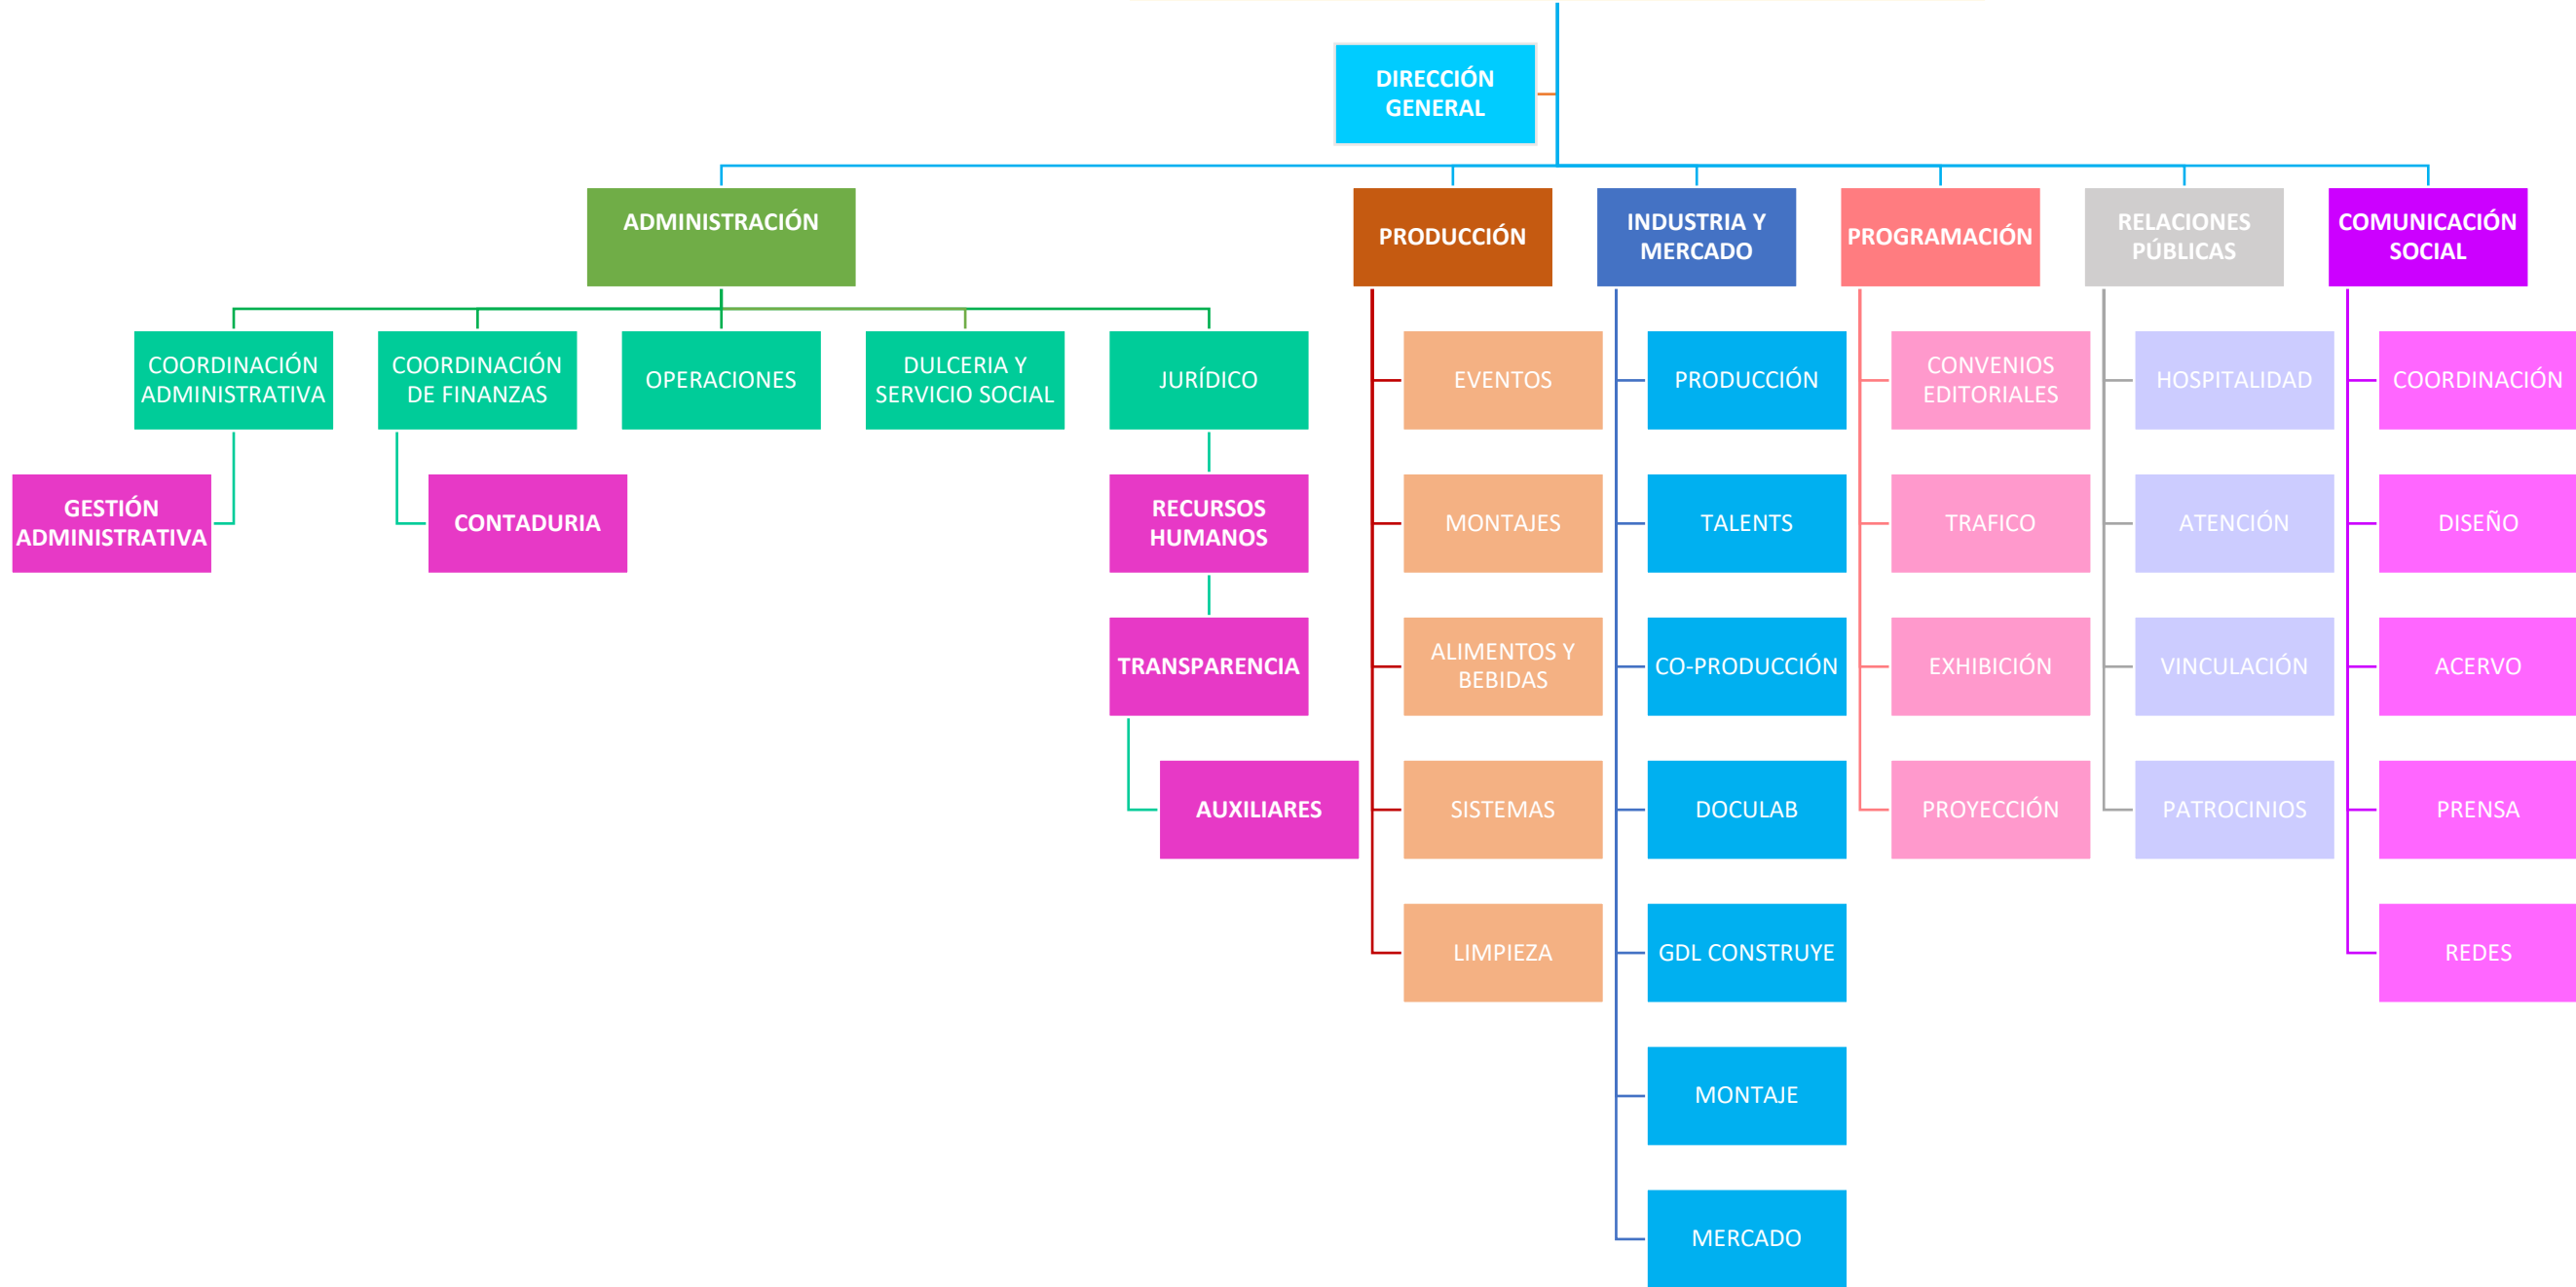 DIRECCIÓN
GENERAL
ADMINISTRACIÓN
PRODUCCIÓN
INDUSTRIA Y
MERCADO
PROGRAMACIÓN
RELACIONES
PÚBLICAS
COMUNICACIÓN
SOCIAL
COORDINACIÓN
ADMINISTRATIVA
COORDINACIÓN
DE FINANZAS
OPERACIONES
DULCERIA Y
SERVICIO SOCIAL
JURÍDICO
EVENTOS
PRODUCCIÓN
CONVENIOS
EDITORIALES
HOSPITALIDAD
COORDINACIÓN
GESTIÓN
ADMINISTRATIVA
CONTADURIA
RECURSOS
HUMANOS
MONTAJES
TALENTS
TRAFICO
ATENCIÓN
DISEÑO
TRANSPARENCIA
ALIMENTOS Y
BEBIDAS
CO-PRODUCCIÓN
EXHIBICIÓN
VINCULACIÓN
ACERVO
AUXILIARES
SISTEMAS
DOCULAB
PROYECCIÓN
PATROCINIOS
PRENSA
LIMPIEZA
GDL CONSTRUYE
REDES
MONTAJE
MERCADO